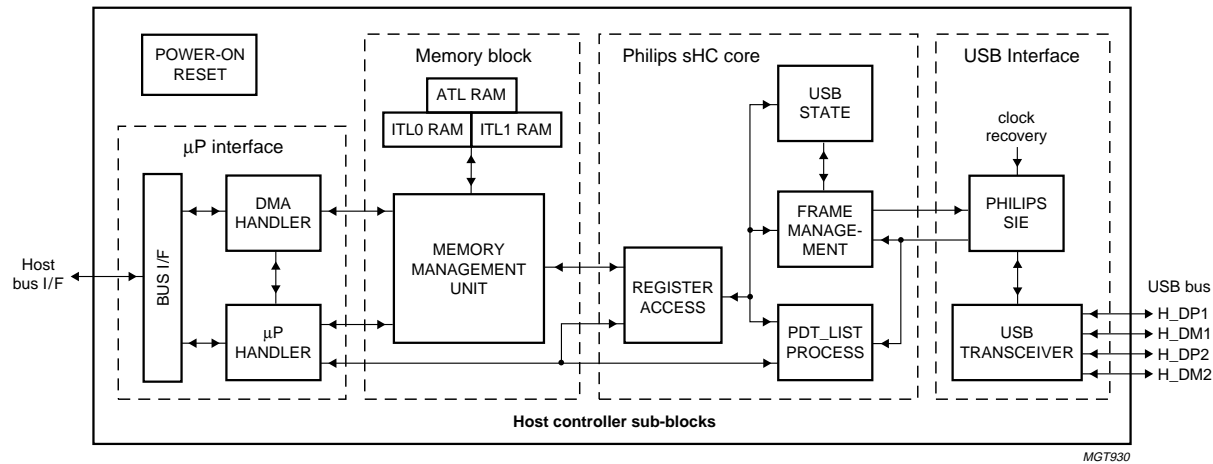 POWER-ON
RESET
Memory block
ATL RAM
ITL0 RAM
ITL1 RAM
Philips sHC core
USB
STATE
USB Interface
clock
recovery
µP interface
BUS I/F
DMA
HANDLER
MEMORY
MANAGEMENT
UNIT
FRAME
MANAGE-
MENT
PHILIPS
SIE
Host
bus I/F
REGISTER
ACCESS
µP
HANDLER
PDT_LIST
PROCESS
USB
TRANSCEIVER
USB bus
H_DP1
H_DM1
H_DP2
H_DM2
Host controller sub-blocks
MGT930